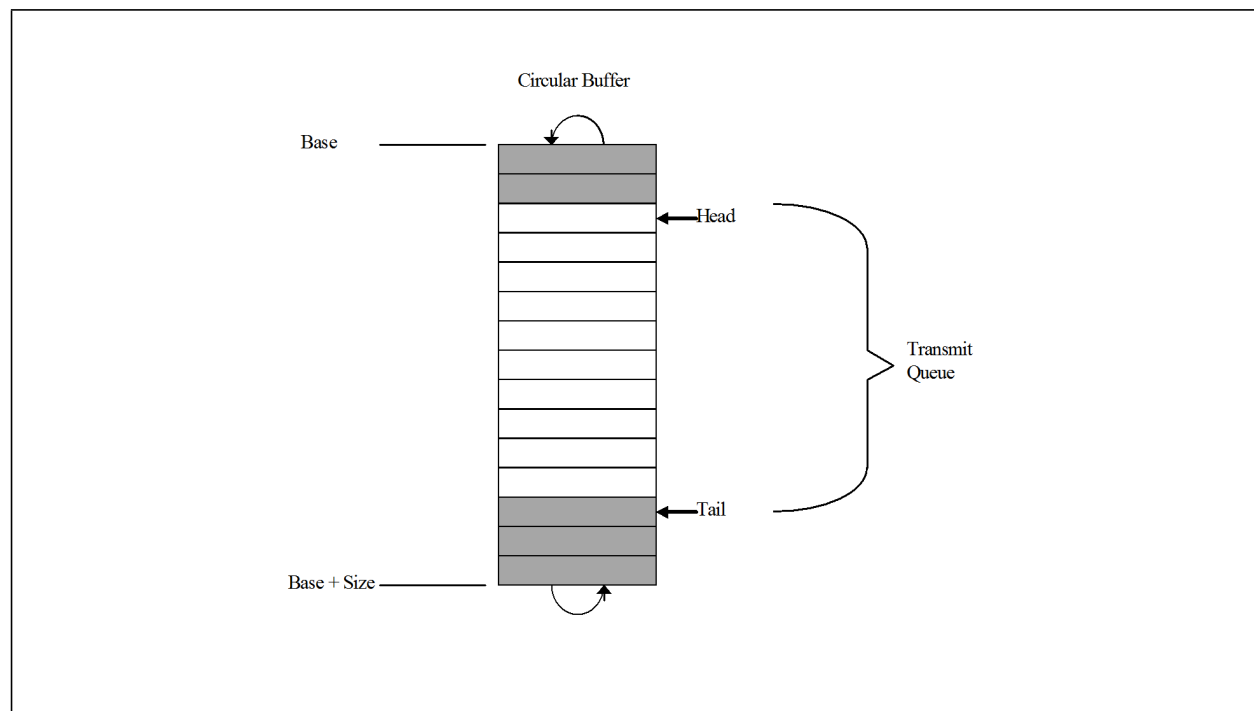 Circular Buffer
Base
Head
Transmit
Queue
Tail
Base + Size